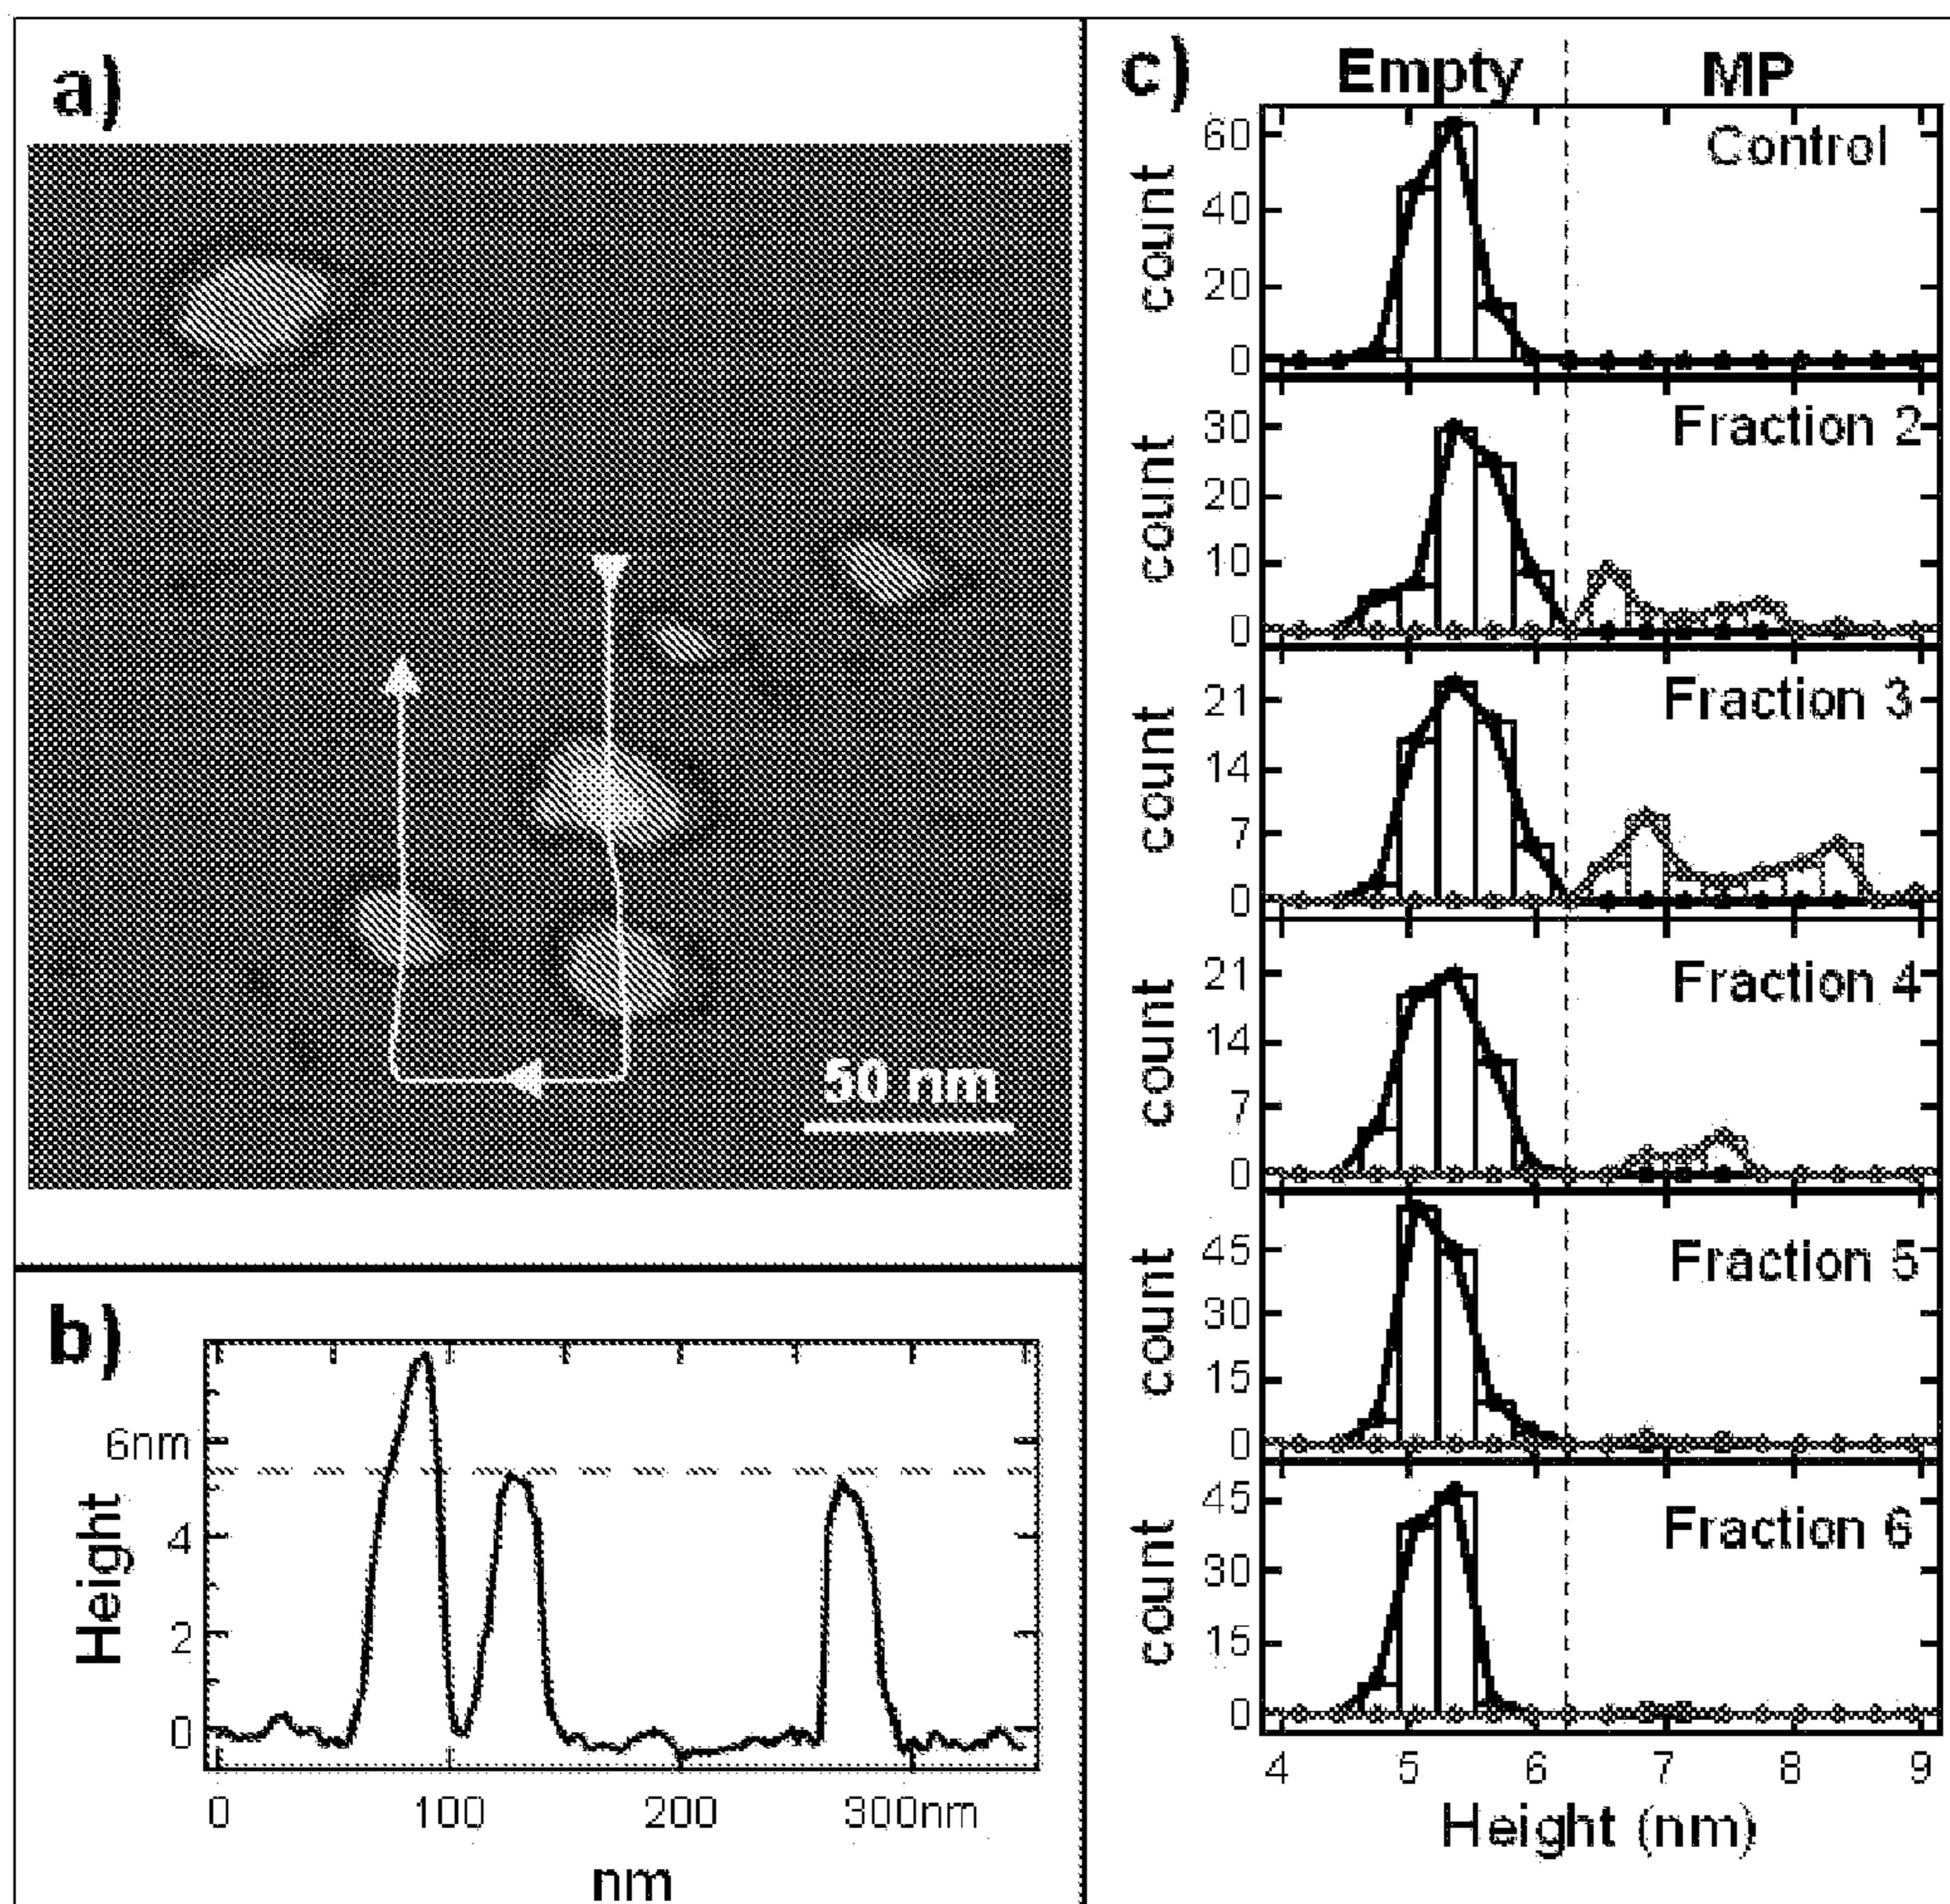 a)
50 nm
b)
6nm
4
2
0
Height
0 100 200 300nm
nm
c)
Empty MP
Control
60
40
20
0
count
Fraction 2
30
20
10
0
count
Fraction 3
21
14
7
0
count
Fraction 4
21
14
7
0
count
Fraction 5
45
30
15
0
count
Fraction 6
45
30
15
0
count
4 5 6 7 8 9
Height (nm)